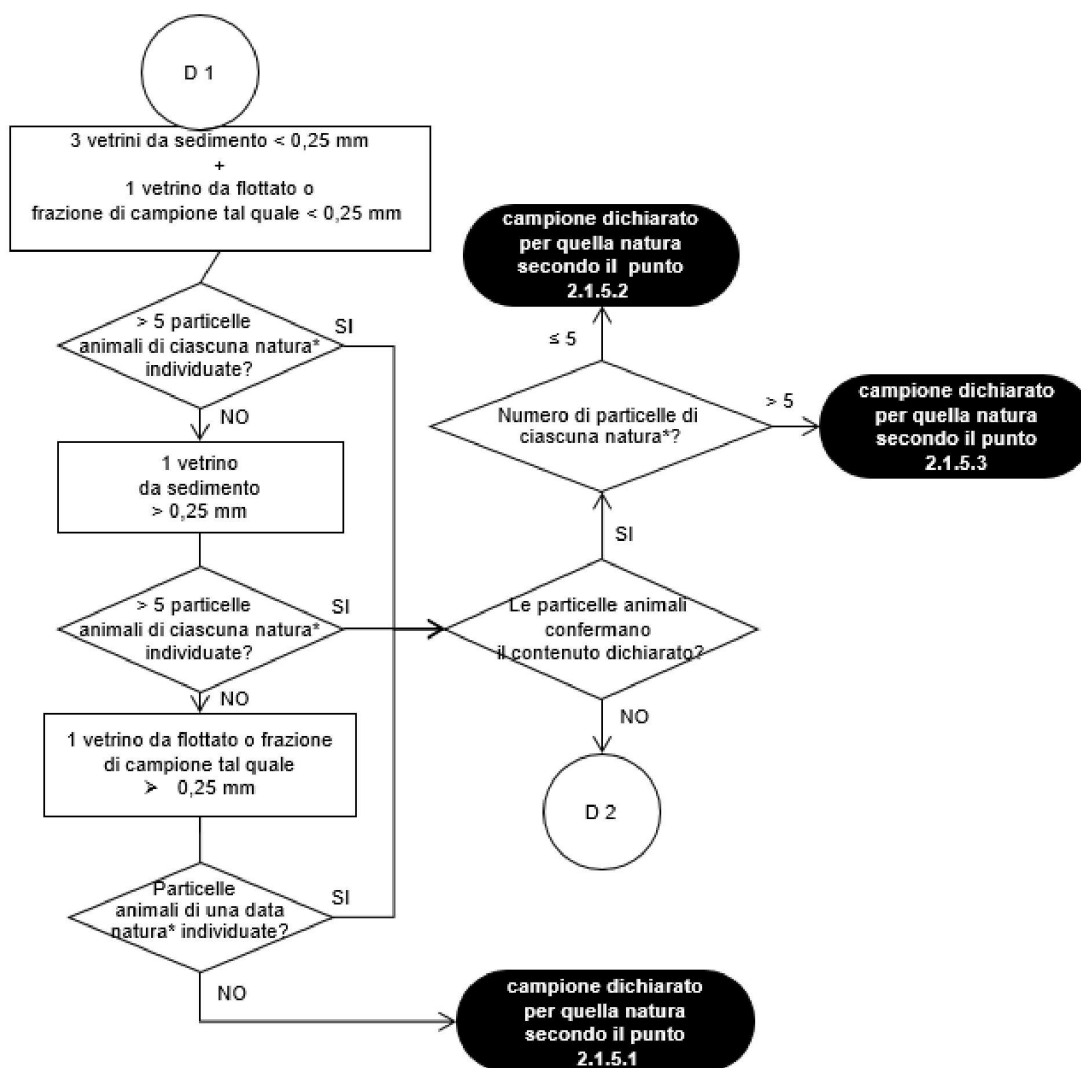 D 1
3 vetrini da sedimento < 0,25 mm
+
1 vetrino da flottato o
frazione di campione tal quale < 0,25 mm
> 5 particelle
animali di ciascuna natura*
individuate?
SI
NO
1 vetrino
da sedimento
> 0,25 mm
> 5 particelle
animali di ciascuna natura*
individuate?
SI
NO
1 vetrino da flottato o frazione
di campione tal quale
➢ 0,25 mm
Particelle
animali di una data
natura* individuate?
SI
NO
campione dichiarato
per quella natura
secondo il punto
2.1.5.1
Le particelle animali
confermano
il contenuto dichiarato?
SI
NO
D 2
Numero di particelle di
ciascuna natura*?
≤ 5
> 5
campione dichiarato
per quella natura
secondo il punto
2.1.5.2
campione dichiarato
per quella natura
secondo il punto
2.1.5.3